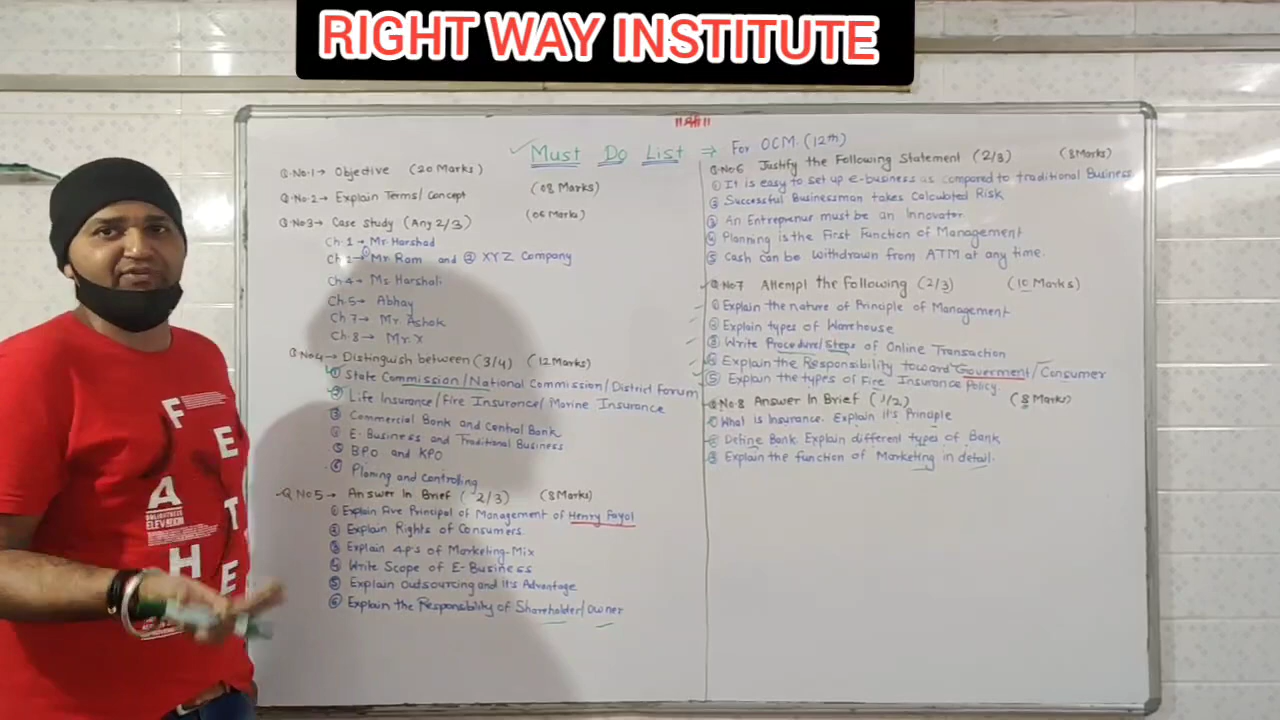 RIGHT WAY INSTITUTE
॥श्री॥
Must Do List ⇒ For OCM (12th)
Q.No.1→ Objective (20 Marks)
Q.No.2→ Explain Terms/Concept (08 Marks)
Q.No3→ Case Study (Any 2/3) (06 Mark)
Ch.1→ Mr. Harshad
Ch.2→ ① Mr. Ram and ② XYZ Company
Ch.4→ Ms. Harshali
Ch.5→ Abhay
Ch.7→ Mr. Ashok
Ch.8→ Mr. X
Q.No4→ Distinguish between (3/4) (12 Marks)
① State Commission/National Commission/District Forum
② Life Insurance/Fire Insurance/Marine Insurance
③ Commercial Bank and Control Bank
④ E-Business and Traditional Business
⑤ BPO and KPO
⑥ Planing and Controlling
Q.No5→ Answer In Brief (2/3) (8 Marks)
① Explain Five Principal of Management of Henry Fayol
② Explain Rights of Consumers.
③ Explain 4p's of Marketing-Mix
④ Write Scope of E-Business
⑤ Explain Outsourcing and It's Advantage
⑥ Explain the Responsibility of Shareholder/Owner
Q.No.6 Justify the Following Statement (2/3) (8 Marks)
① It is easy to set up e-business as compared to traditional Business
② Successful Businessman takes Calculated Risk
③ An Entreprenur must be an Innovator.
④ Planning is the First Function of Management
⑤ Cash can be withdrawn from ATM at any time.
Q.No7 Attempt the Following (2/3) (10 Marks)
① Explain the nature of Principle of Management
② Explain types of Warehouse
③ Write Procedure/Steps of Online Transaction
④ Explain the Responsibility toward Goverment/Consumer
⑤ Explain the types of Fire Insurance Policy.
Q.No.8 Answer In Brief (1/2) (8 Marks)
① What is Insurance. Explain it's Principle
② Define Bank. Explain different types of Bank
③ Explain the function of Marketing in detail.
FETE
AHE